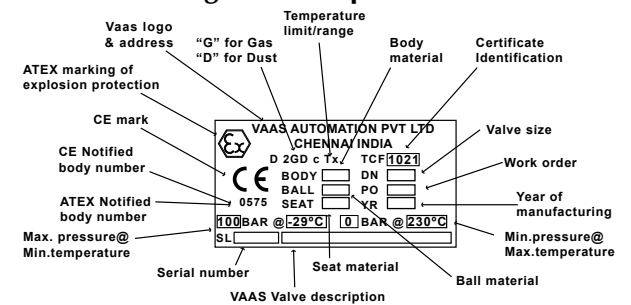 Temperature
limit/range
Vaas logo
& address
"G" for Gas
"D" for Dust
Body
material
Certificate
Identification
ATEX marking of
explosion protection
CE mark
CE Notified
body number
ATEX Notified
body number
Max. pressure@
Min.temperature
Serial number
VAAS Valve description
Seat material
Ball material
Min.pressure@
Max.temperature
Year of
manufacturing
Work order
Valve size
Ex
VAAS AUTOMATION PVT LTD
CHENNAI INDIA
D 2GD c Tx. TCF 1021
CE
0575
BODY DN
BALL PO
SEAT YR
100 BAR @ -29°C 0 BAR @ 230°C
SL